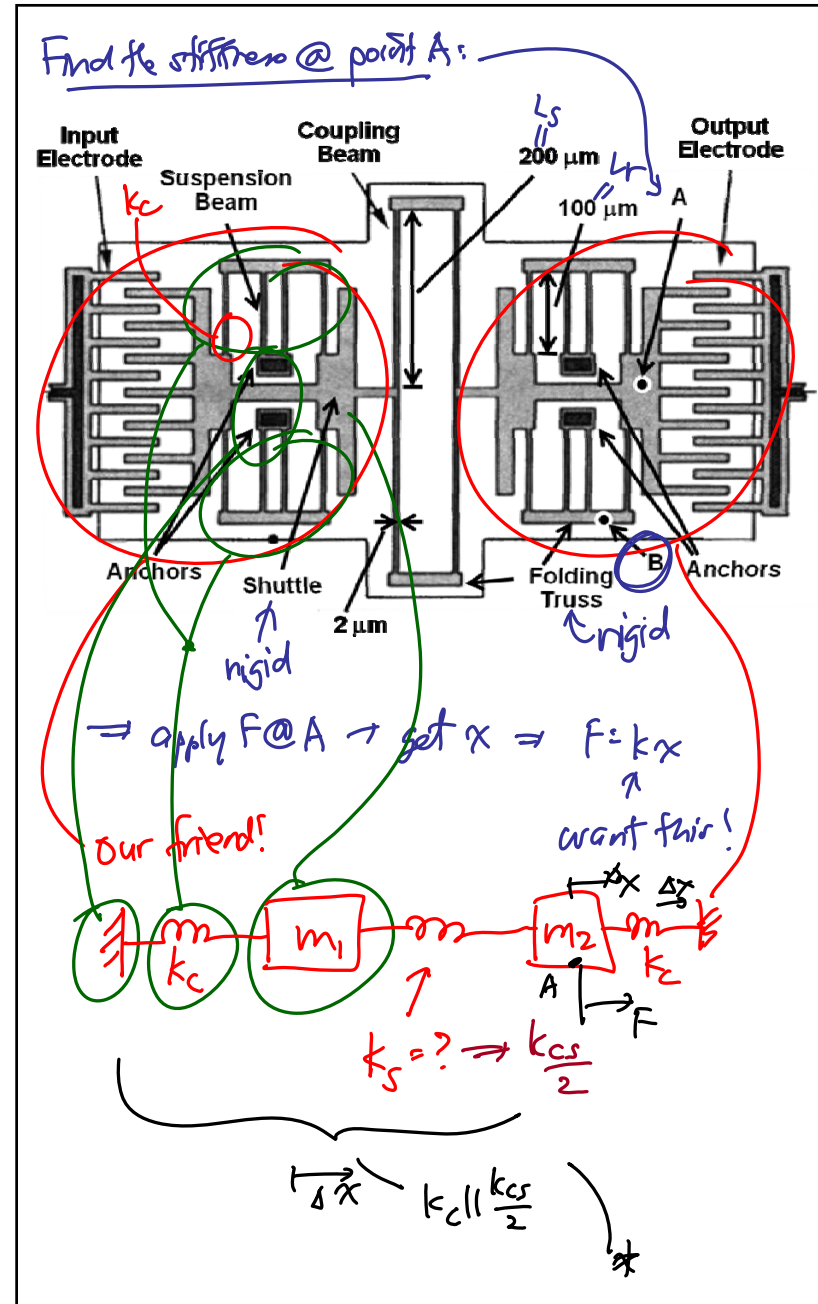 Find the stiffness @ point A:
Ls
=
Input Electrode
Coupling Beam
200 μm
Lr
=
Output Electrode
Suspension Beam
100 μm
A
kc
Anchors
Shuttle
2 μm
Folding Truss
B
Anchors
rigid
rigid
⇒ apply F@A → get x ⇒ F = kx
want this!
our friend!
Δx
Δx
kc
m1
m2
kc
A
F
ks = ? ⇒ kcs/2
Δx
kc || kcs/2
*